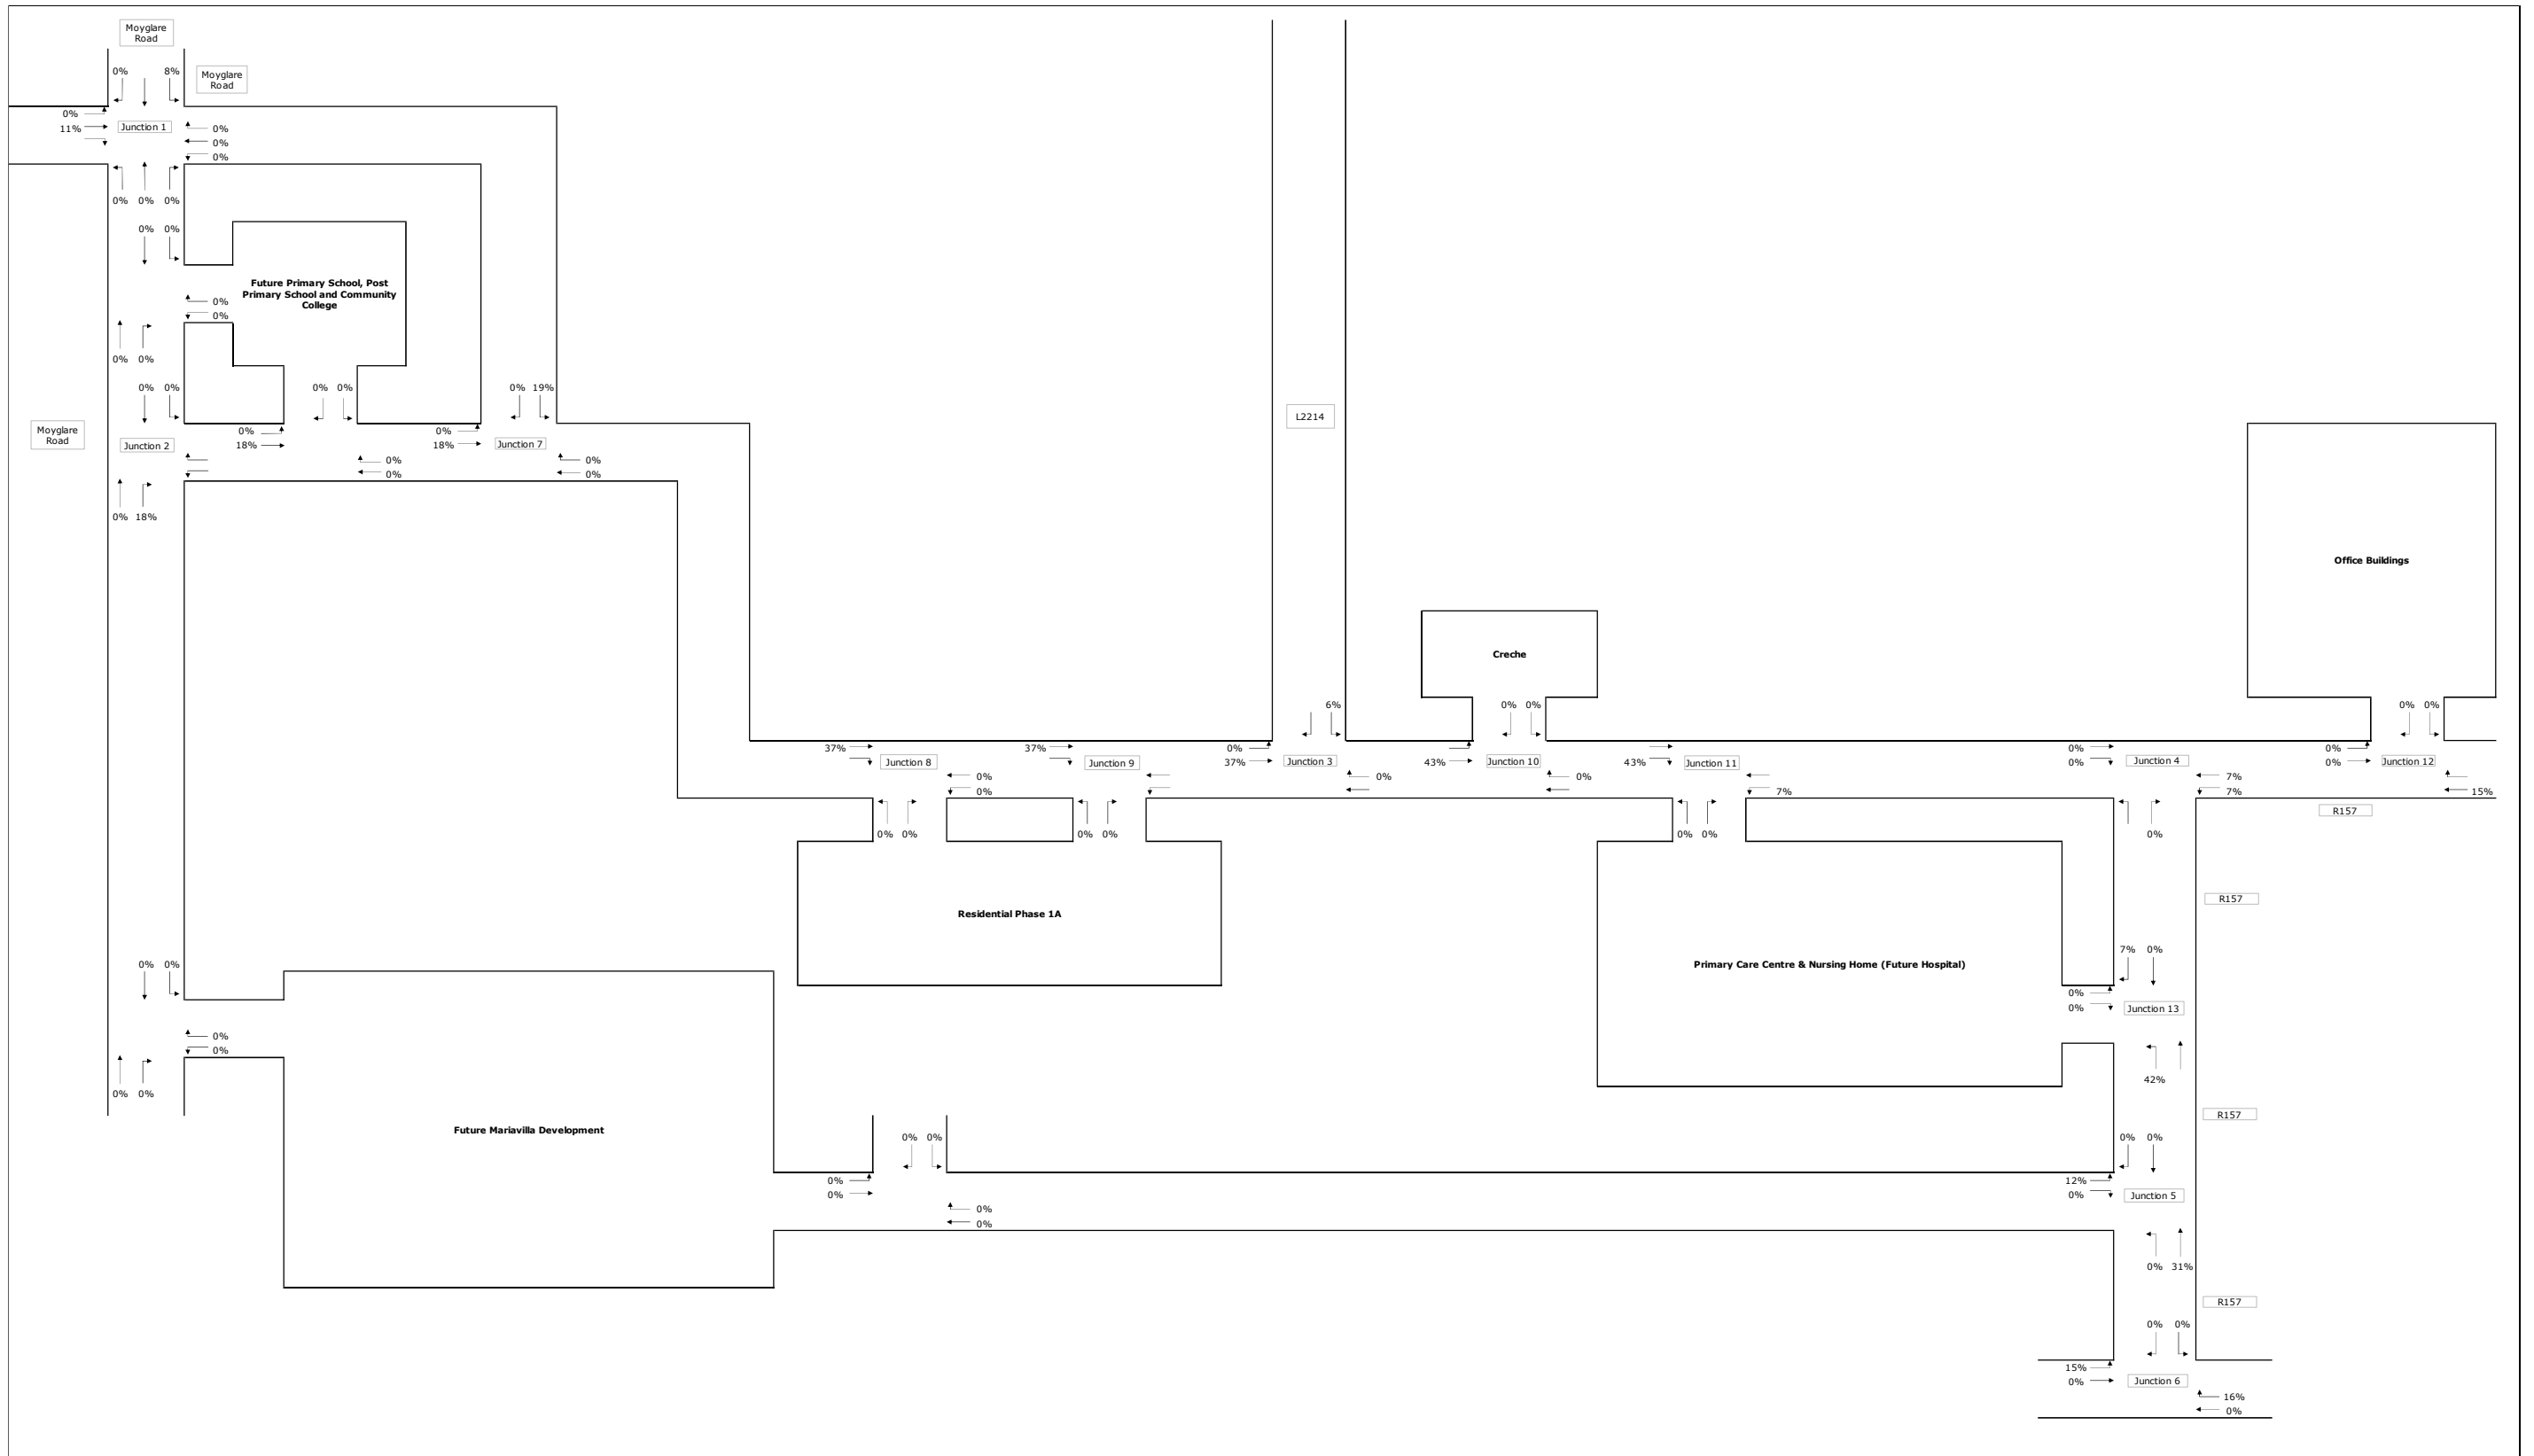 Moyglare
Road
0% 8%
Moyglare
Road
0%
11%
Junction 1
0%
0%
0%
0% 0% 0%
0% 0%
Future Primary School, Post
Primary School and Community
College
0%
0%
0% 0%
0% 0%
0% 0%
0% 19%
Moyglare
Road
L2214
Junction 2
0%
18%
0%
18%
Junction 7
0%
0%
0%
0%
0% 18%
Office Buildings
Creche
6%
0% 0%
0% 0%
37%
Junction 8
37%
Junction 9
0%
37%
Junction 3
43%
Junction 10
43%
Junction 11
0%
0%
Junction 4
0%
0%
Junction 12
0%
0%
0%
0%
7%
7%
7%
15%
R157
0% 0%
0% 0%
0% 0%
0%
R157
Residential Phase 1A
Primary Care Centre & Nursing Home (Future Hospital)
7% 0%
0% 0%
0%
0%
Junction 13
0%
0%
0% 0%
42%
R157
Future Mariavilla Development
0% 0%
0% 0%
0%
0%
12%
0%
Junction 5
0%
0%
0% 31%
R157
0% 0%
15%
0%
Junction 6
16%
0%